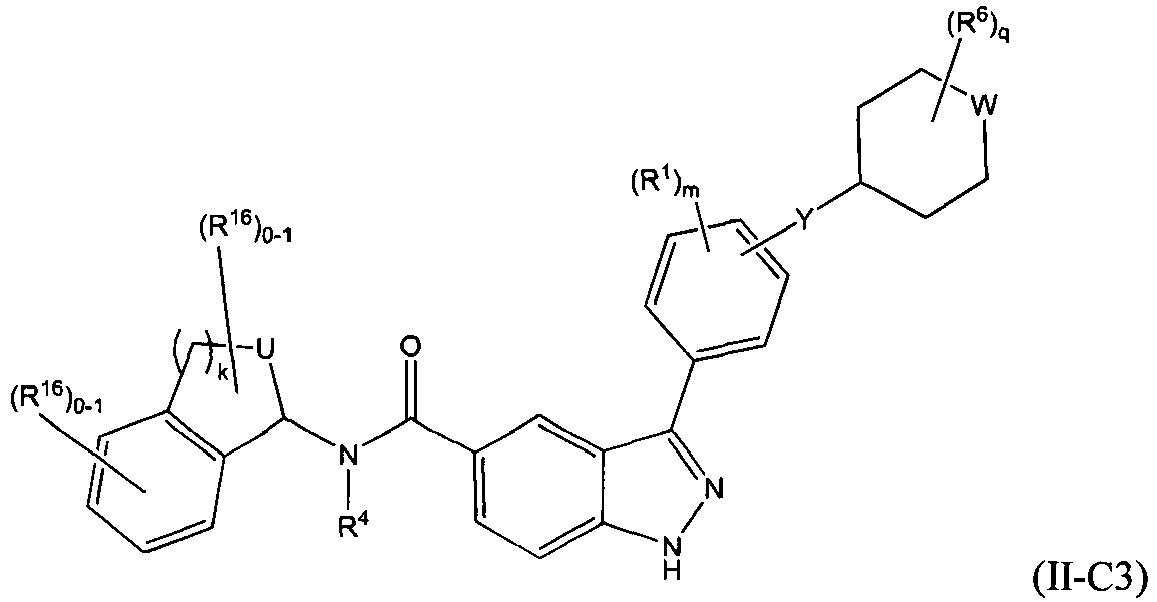 (R⁶)q
W
(R¹)m
Y
(R¹⁶)₀₋₁
U
O
( )k
(R¹⁶)₀₋₁
N
N
R⁴
N
H
(II-C3)